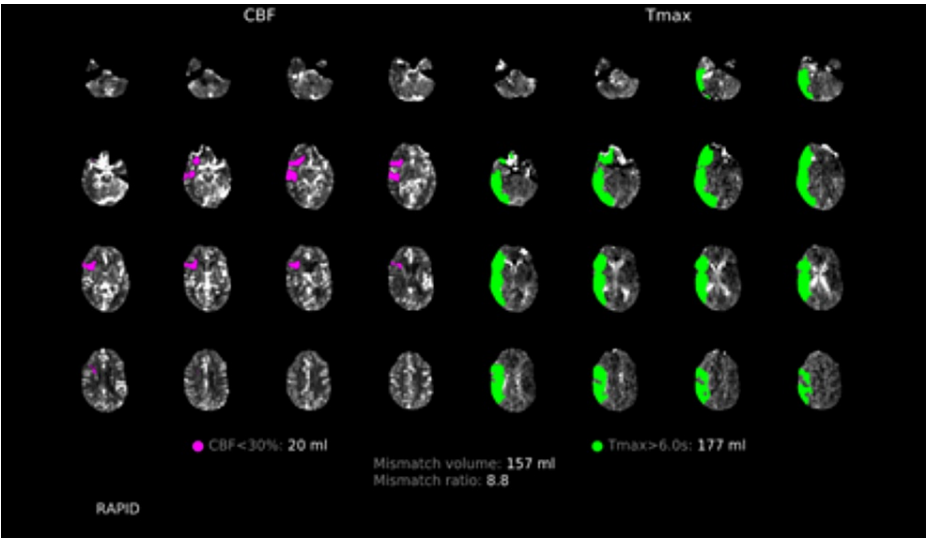 CBF Tmax
CBF<30%: 20 ml Tmax>6.0s: 177 ml
Mismatch volume: 157 ml
Mismatch ratio: 8.8
RAPID